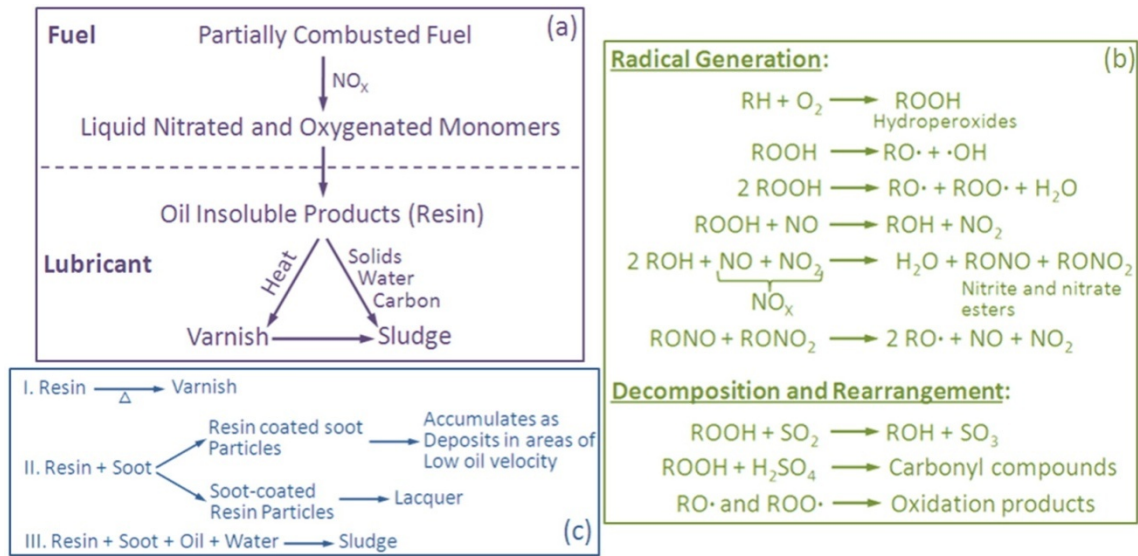 (a)
Fuel Partially Combusted Fuel
NOₓ
Liquid Nitrated and Oxygenated Monomers
Oil Insoluble Products (Resin)
Lubricant
Heat
Solids
Water
Carbon
Varnish → Sludge
(b)
Radical Generation:
RH + O₂ → ROOH
Hydroperoxides
ROOH → RO· + ·OH
2 ROOH → RO· + ROO· + H₂O
ROOH + NO → ROH + NO₂
2 ROH + NO + NO₂ → H₂O + RONO + RONO₂
NOₓ
Nitrite and nitrate
esters
RONO + RONO₂ → 2 RO· + NO + NO₂
Decomposition and Rearrangement:
ROOH + SO₂ → ROH + SO₃
ROOH + H₂SO₄ → Carbonyl compounds
RO· and ROO· → Oxidation products
I. Resin → Varnish
△
II. Resin + Soot
Resin coated soot
Particles
Accumulates as
Deposits in areas of
Low oil velocity
Soot-coated
Resin Particles → Lacquer
III. Resin + Soot + Oil + Water → Sludge
(c)